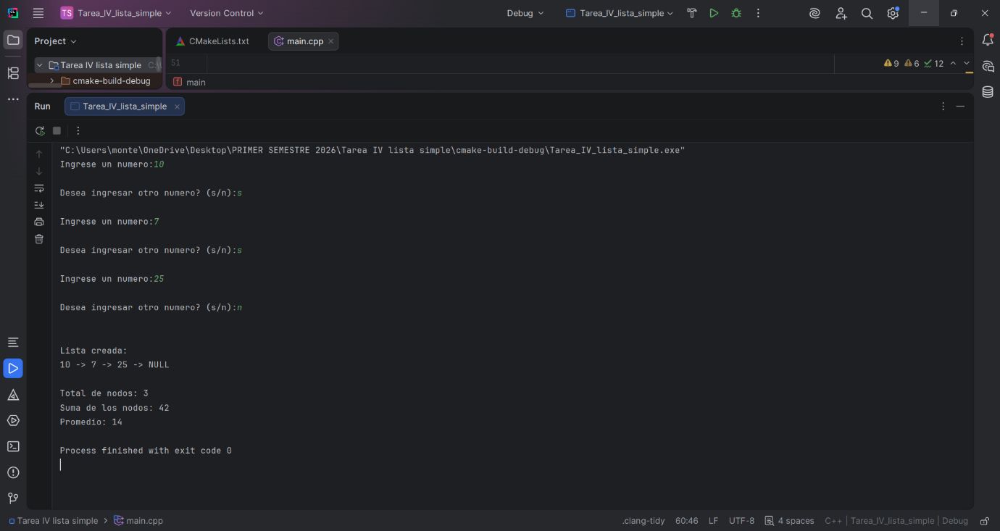 TS Tarea_IV_lista_simple Version Control Debug Tarea_IV_lista_simple
Project
CMakeLists.txt main.cpp
Tarea IV lista simple
51
9 6 12
cmake-build-debug
main
Run Tarea_IV_lista_simple
"C:\Users\monte\OneDrive\Desktop\PRIMER SEMESTRE 2026\Tarea IV lista simple\cmake-build-debug\Tarea_IV_lista_simple.exe"
Ingrese un numero:10
Desea ingresar otro numero? (s/n):s
Ingrese un numero:7
Desea ingresar otro numero? (s/n):s
Ingrese un numero:25
Desea ingresar otro numero? (s/n):n
Lista creada:
10 -> 7 -> 25 -> NULL
Total de nodos: 3
Suma de los nodos: 42
Promedio: 14
Process finished with exit code 0
Tarea IV lista simple > main.cpp .clang-tidy 60:46 LF UTF-8 4 spaces C++ | Tarea_IV_lista_simple | Debug